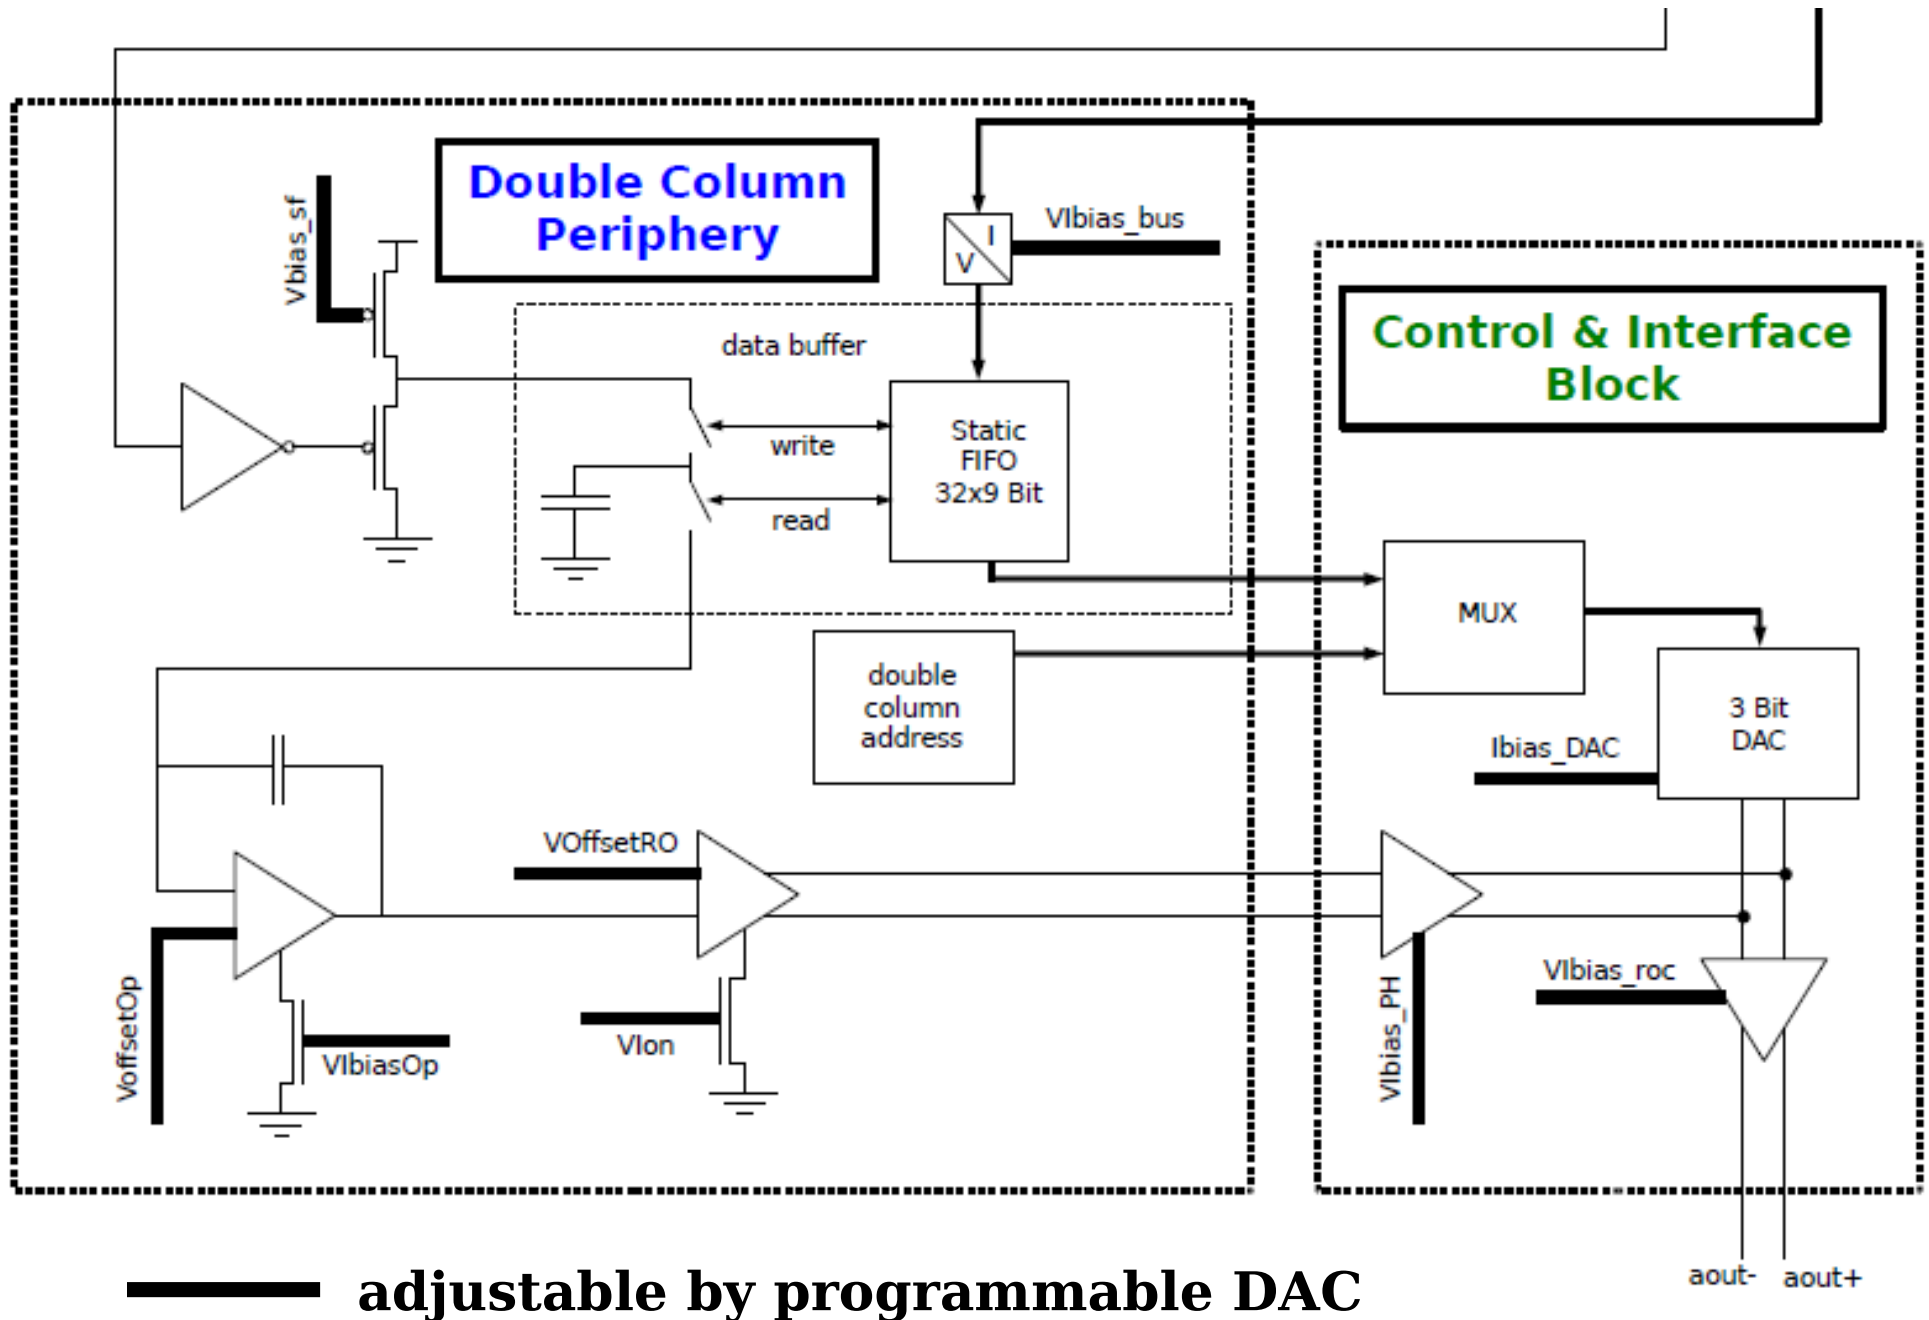 Double Column
Periphery
Vbias_sf
VIbias_bus
I
V
data buffer
Control & Interface
Block
Static
FIFO
32x9 Bit
write
read
MUX
double
column
address
3 Bit
DAC
Ibias_DAC
VOffsetRO
VoffsetOp
VIbiasOp
VIon
VIbias_PH
VIbias_roc
aout-
aout+
adjustable by programmable DAC